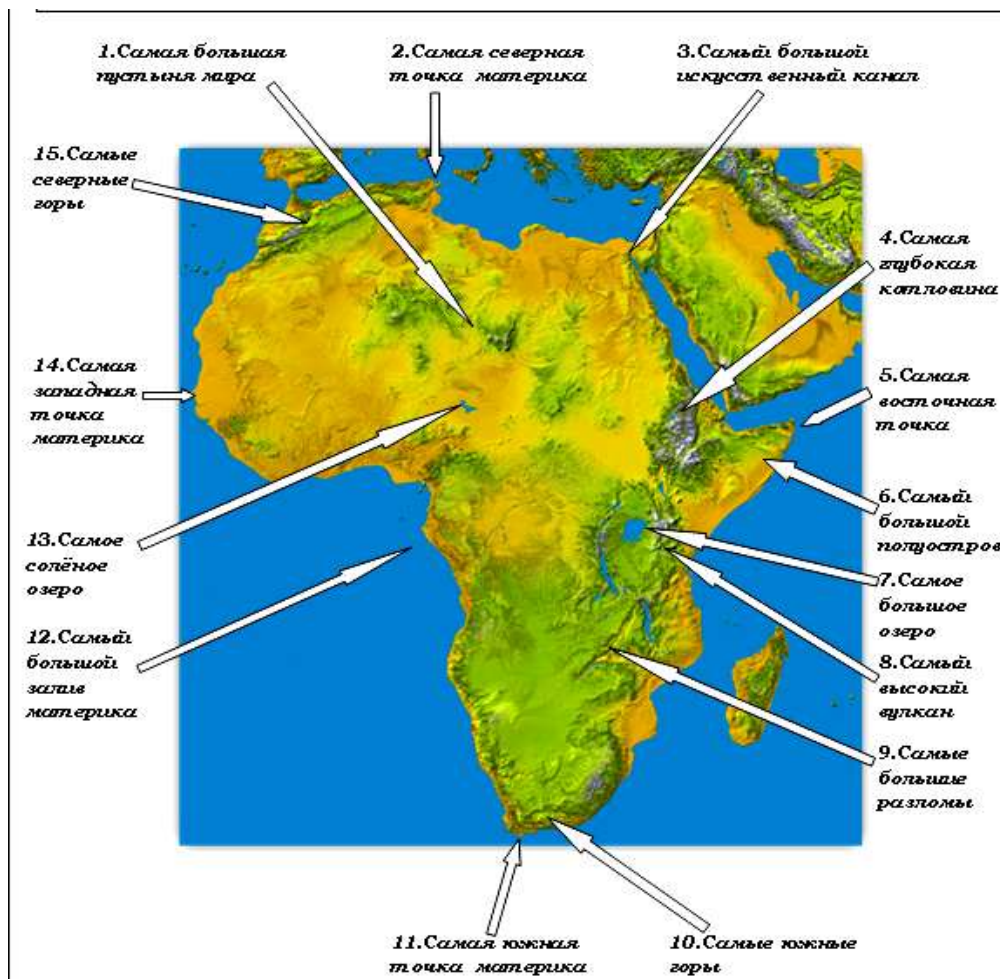 1.Самая большая
пустыня мира
2.Самая северная
точка материка
3.Самый большой
искусственный канал
4.Самая
глубокая
котловина
5.Самая
восточная
точка
6.Самый
большой
полуостров
7.Самое
большое
озеро
8.Самый
высокий
вулкан
9.Самые
большие
разломы
10.Самые южные
горы
11.Самая южная
точка материка
12.Самый
большой
залив
материка
13.Самое
солёное
озеро
14.Самая
западная
точка
материка
15.Самые
северные
горы